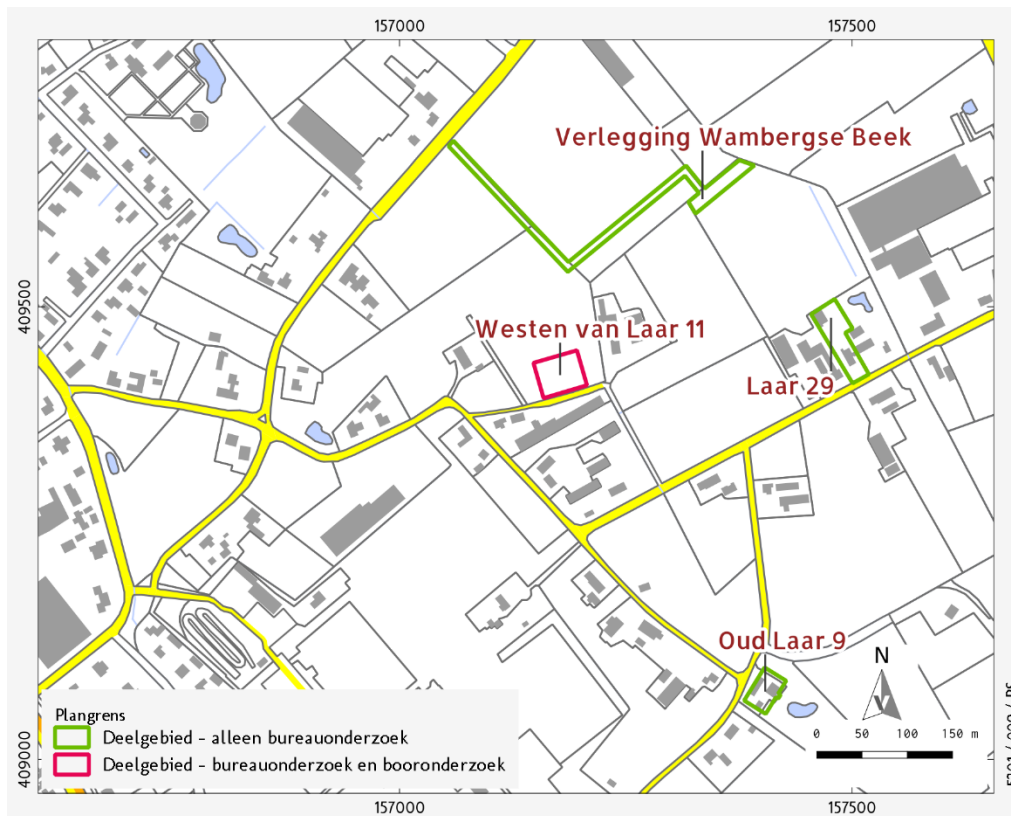 157000
157500
Verlegging Wambergse Beek
409500
Westen van Laar 11
Laar 29
Oud Laar 9
N
Plangrens
Deelgebied - alleen bureauonderzoek
Deelgebied - bureauonderzoek en booronderzoek
0 50 100 150 m
409000
157000
157500